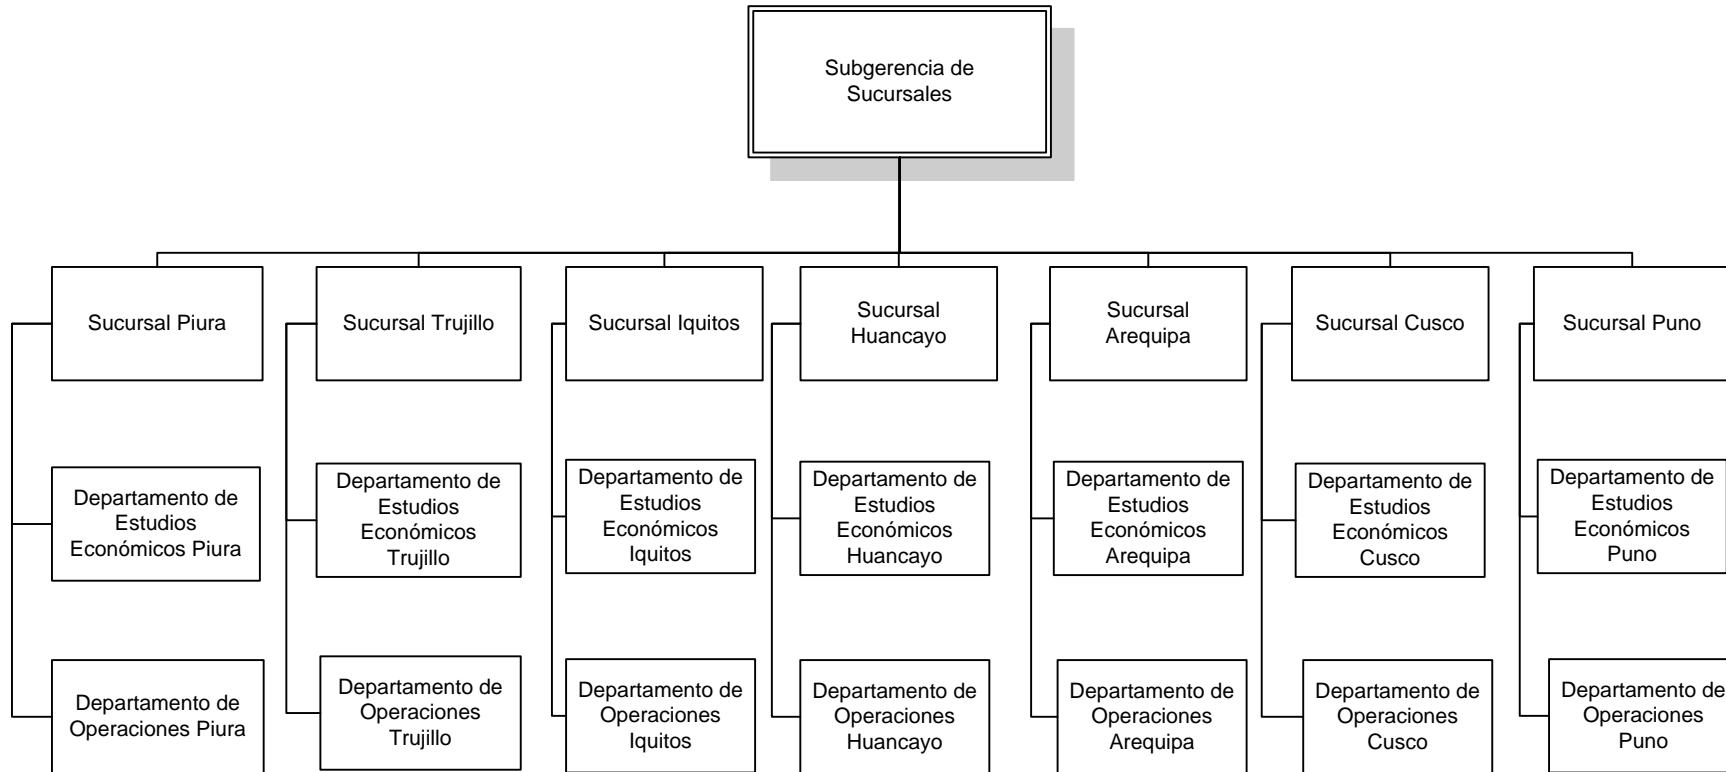 Subgerencia de
Sucursales
Sucursal Piura
Sucursal Trujillo
Sucursal Iquitos
Sucursal
Huancayo
Sucursal
Arequipa
Sucursal Cusco
Sucursal Puno
Departamento de
Estudios
Económicos Piura
Departamento de
Estudios
Económicos
Trujillo
Departamento de
Estudios
Económicos
Iquitos
Departamento de
Estudios
Económicos
Huancayo
Departamento de
Estudios
Económicos
Arequipa
Departamento de
Estudios
Económicos
Cusco
Departamento de
Estudios
Económicos
Puno
Departamento de
Operaciones Piura
Departamento de
Operaciones
Trujillo
Departamento de
Operaciones
Iquitos
Departamento de
Operaciones
Huancayo
Departamento de
Operaciones
Arequipa
Departamento de
Operaciones
Cusco
Departamento de
Operaciones
Puno